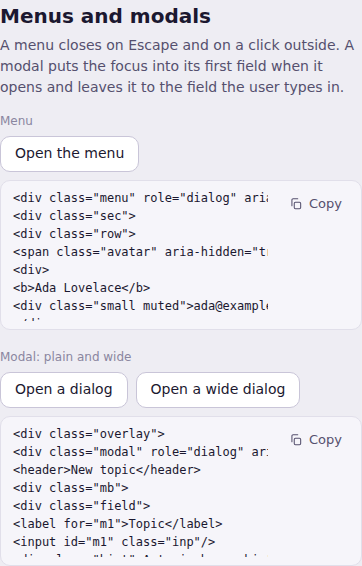 Menus and modals
A menu closes on Escape and on a click outside. A
modal puts the focus into its first field when it
opens and leaves it to the field the user types in.
Menu
Open the menu
<div class="menu" role="dialog" aria
Copy
<div class="sec">
<div class="row">
<span class="avatar" aria-hidden="tr
<div>
<b>Ada Lovelace</b>
<div class="small muted">ada@example
Modal: plain and wide
Open a dialog
Open a wide dialog
<div class="overlay">
Copy
<div class="modal" role="dialog" ari
<header>New topic</header>
<div class="mb">
<div class="field">
<label for="m1">Topic</label>
<input id="m1" class="inp"/>